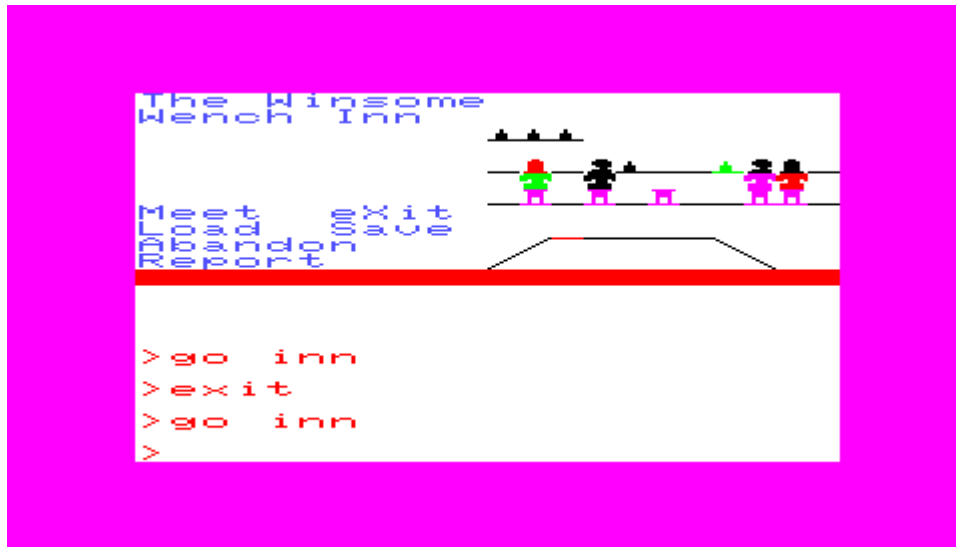 The Winsome
Wench Inn
Meet eXit
Load Save
Abandon
Report
>go inn
>exit
>go inn
>